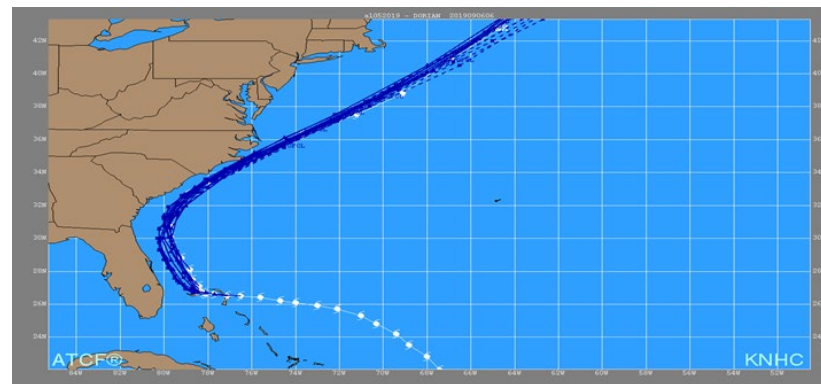 al052019 - DORIAN 2019090606
42N
40N
38N
36N
34N
32N
30N
28N
26N
24N
ATCF®
KNHC
84W 82W 80W 78W 76W 74W 72W 70W 68W 66W 64W 62W 60W 58W 56W 54W 52W